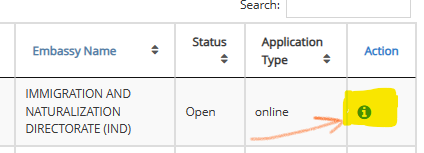 Search:
Embassy Name
Status
Application
Type
Action
IMMIGRATION AND
NATURALIZATION
DIRECTORATE (IND)
Open
online